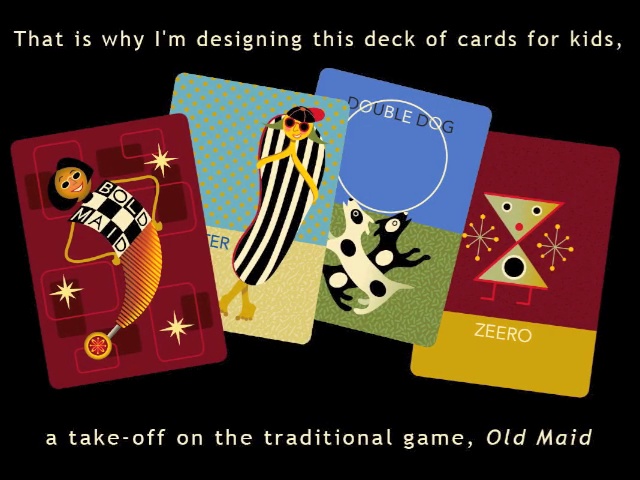 That is why I'm designing this deck of cards for kids,
BOLD
MAID
TER
DOUBLE DOG
ZEERO
a take-off on the traditional game, Old Maid